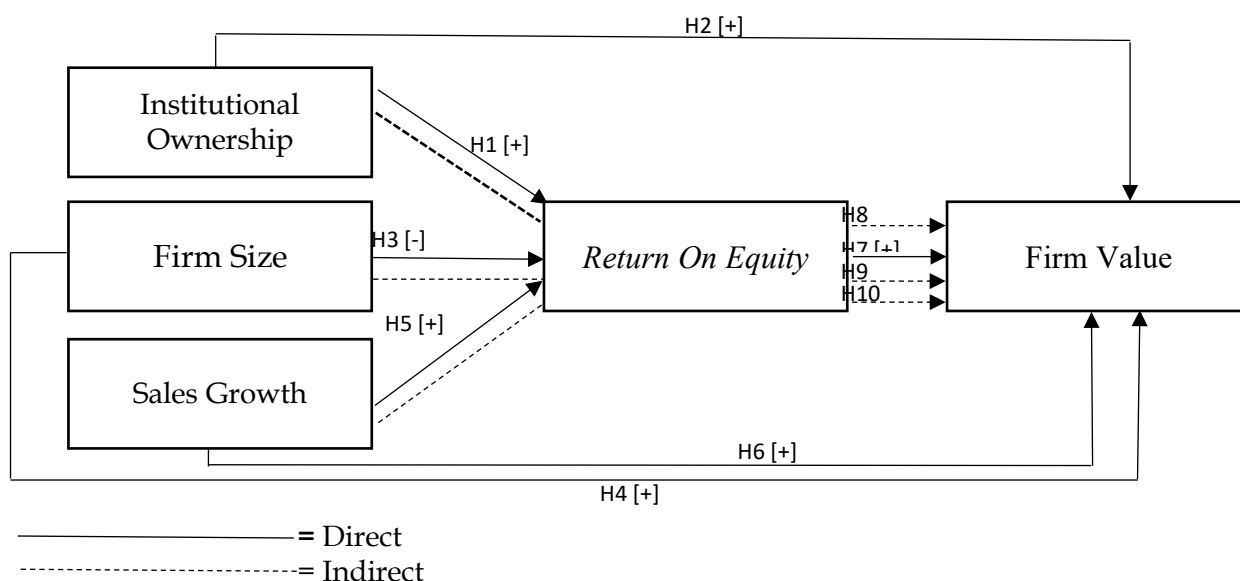 H2 [+]
Institutional
Ownership
H1 [+]
Firm Size
H3 [-]
Return On Equity
H8
H7 [+]
H9
H10
Firm Value
H5 [+]
Sales Growth
H6 [+]
H4 [+]
= Direct
= Indirect